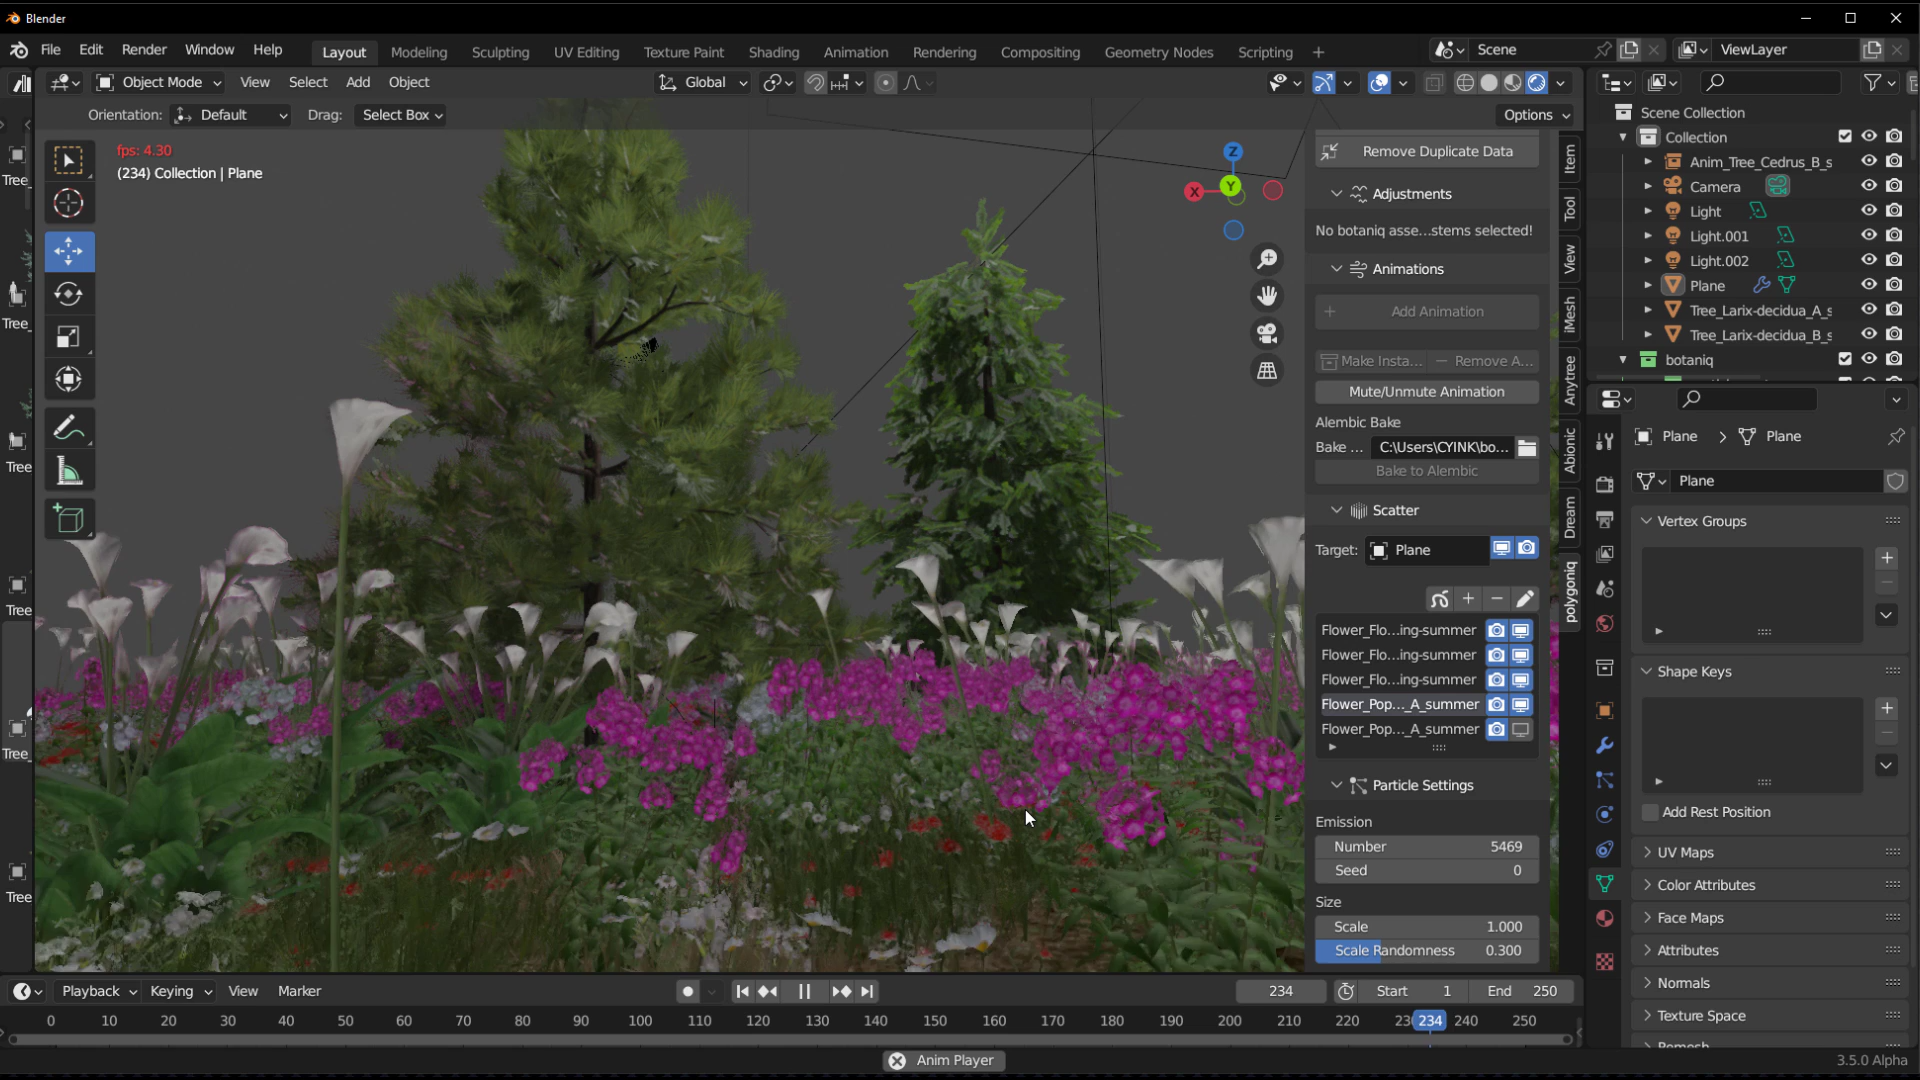 Blender
File Edit Render Window Help
Layout Modeling Sculpting UV Editing Texture Paint Shading Animation Rendering Compositing Geometry Nodes Scripting
Scene
ViewLayer
Object Mode View Select Add Object
Global
Orientation: Default Drag: Select Box
Options
fps: 4.30
(234) Collection | Plane
Z
X
Y
Tree_
Tree_
Tree
Tree
Tree_
Tree
Remove Duplicate Data
Adjustments
No botaniq asse...stems selected!
Animations
Add Animation
Make Insta...
Remove A...
Mute/Unmute Animation
Alembic Bake
Bake ... C:\Users\CYINK\bo...
Bake to Alembic
Scatter
Target: Plane
Flower_Flo...ing-summer
Flower_Flo...ing-summer
Flower_Flo...ing-summer
Flower_Pop..._A_summer
Flower_Pop..._A_summer
Particle Settings
Emission
Number 5469
Seed 0
Size
Scale 1.000
Scale Randomness 0.300
Item
Tool
View
iMesh
Anytree
Abionic
Dream
polygoniq
Scene Collection
Collection
Anim_Tree_Cedrus_B_s
Camera
Light
Light.001
Light.002
Plane
Tree_Larix-decidua_A_s
Tree_Larix-decidua_B_s
botaniq
Plane > Plane
Plane
Vertex Groups
Shape Keys
Add Rest Position
UV Maps
Color Attributes
Face Maps
Attributes
Normals
Texture Space
Remesh
Playback Keying View Marker
234
Start 1
End 250
0 10 20 30 40 50 60 70 80 90 100 110 120 130 140 150 160 170 180 190 200 210 220 23 234 240 250
Anim Player
3.5.0 Alpha